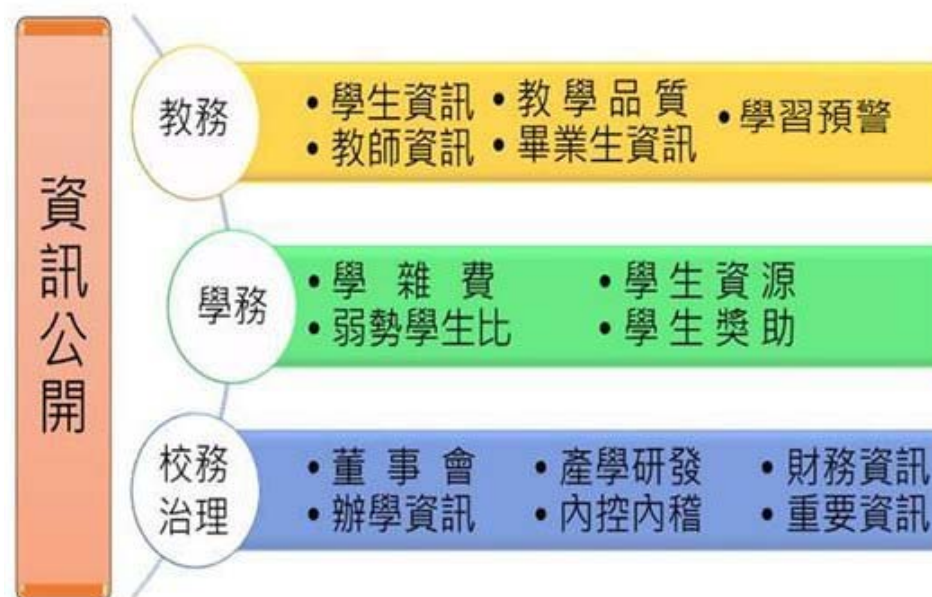 資訊公開
教務
• 學生資訊 • 教學品質 • 學習預警
• 教師資訊 • 畢業生資訊
學務
• 學雜費 • 學生資源
• 弱勢學生比 • 學生獎助
校務
治理
• 董事會 • 產學研發 • 財務資訊
• 辦學資訊 • 內控內稽 • 重要資訊